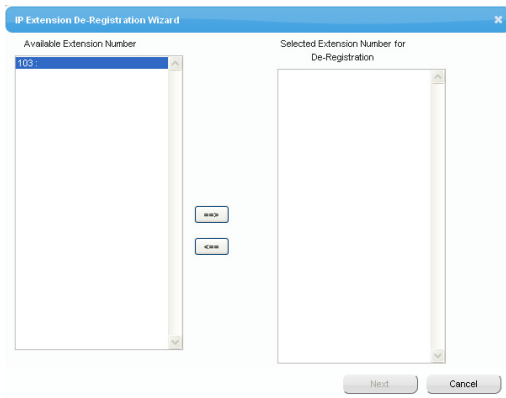 IP Extension De-Registration Wizard
Available Extension Number
103 :
Selected Extension Number for
De-Registration
==>
<==
Next
Cancel